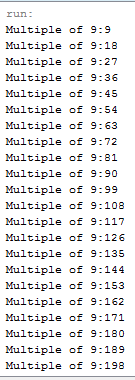 run:
Multiple of 9:9
Multiple of 9:18
Multiple of 9:27
Multiple of 9:36
Multiple of 9:45
Multiple of 9:54
Multiple of 9:63
Multiple of 9:72
Multiple of 9:81
Multiple of 9:90
Multiple of 9:99
Multiple of 9:108
Multiple of 9:117
Multiple of 9:126
Multiple of 9:135
Multiple of 9:144
Multiple of 9:153
Multiple of 9:162
Multiple of 9:171
Multiple of 9:180
Multiple of 9:189
Multiple of 9:198